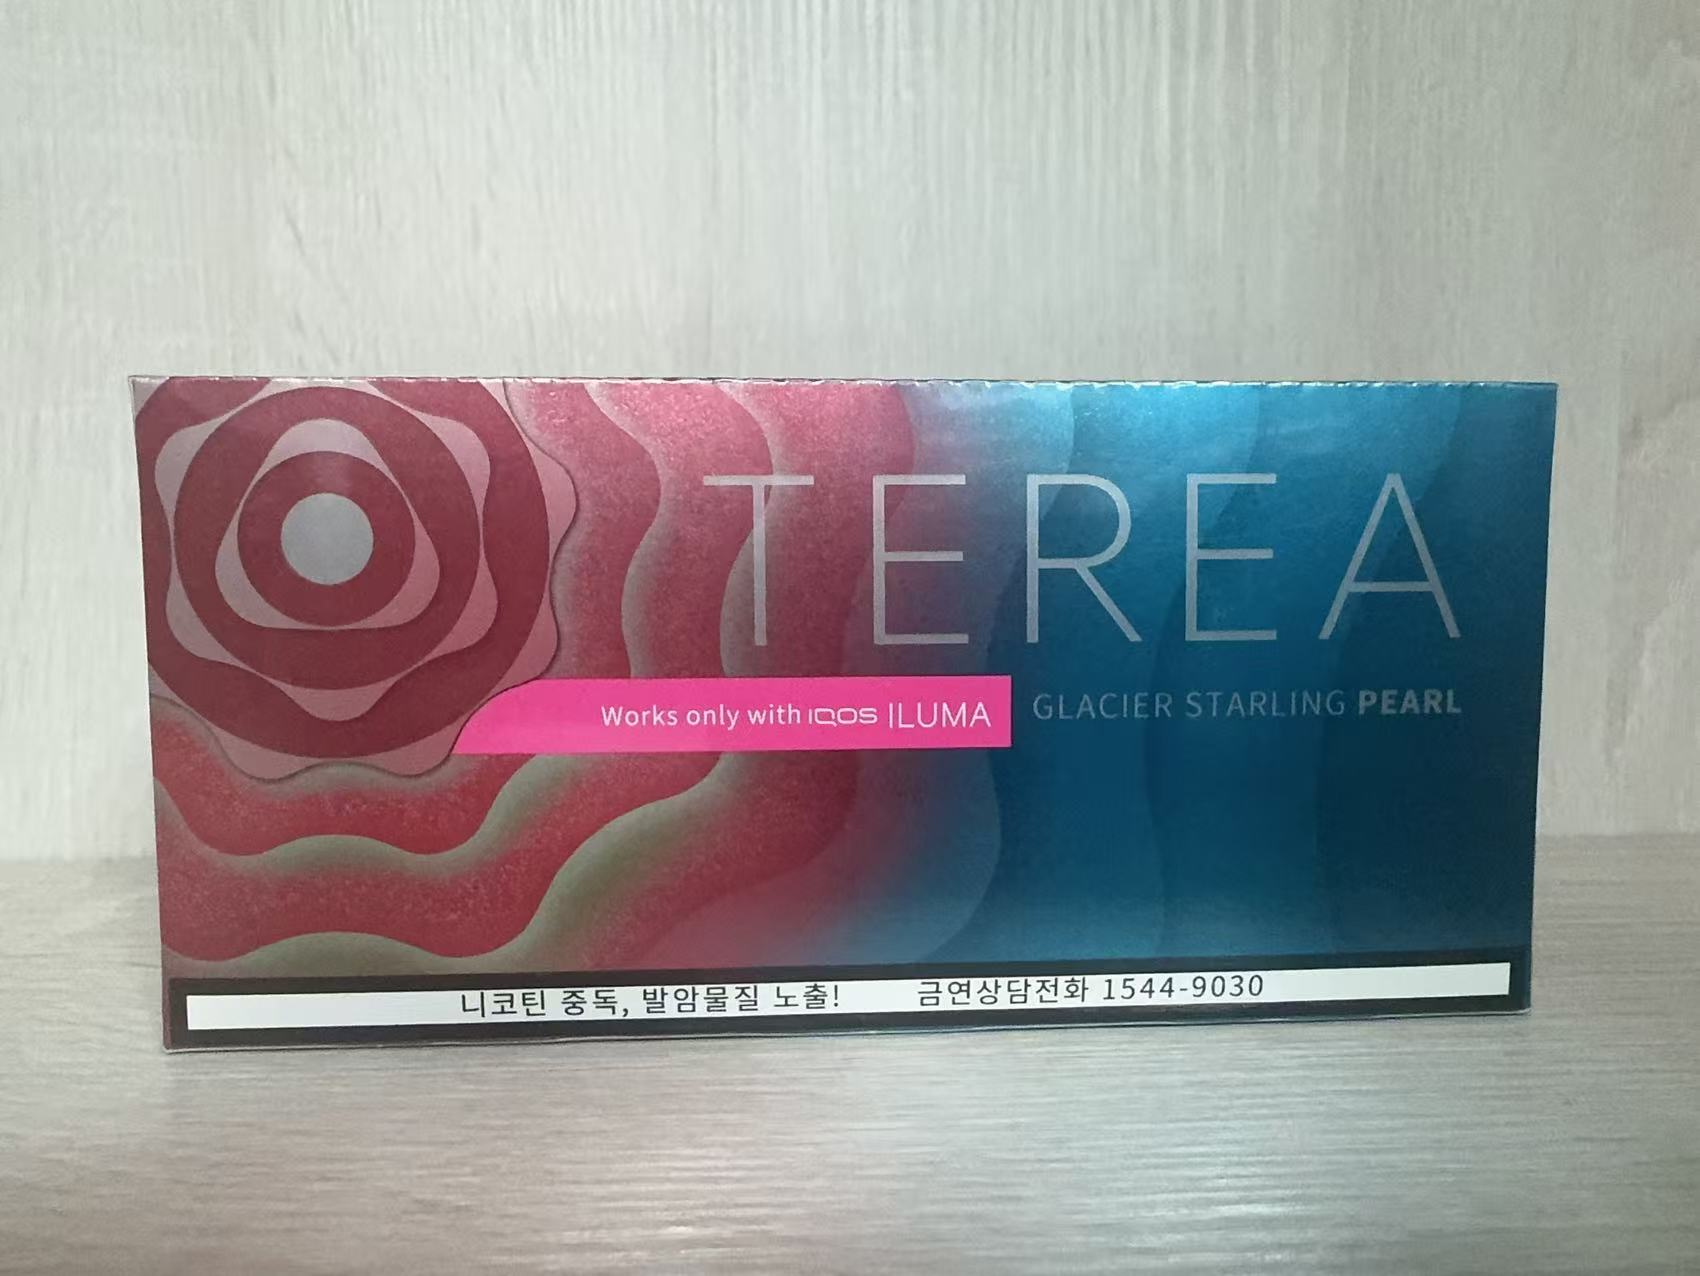 TEREA
Works only with IQOS ILUMA
GLACIER STARLING PEARL
니코틴 중독, 발암물질 노출! 금연상담전화 1544-9030